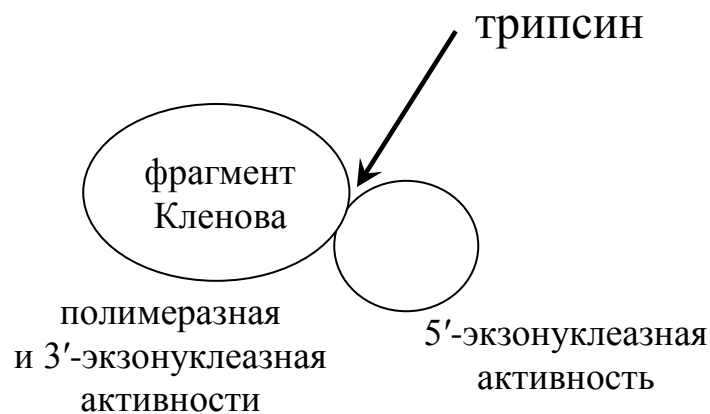 трипсин
фрагмент
Кленова
полимеразная
и 3′-экзонуклеазная
активности
5′-экзонуклеазная
активность